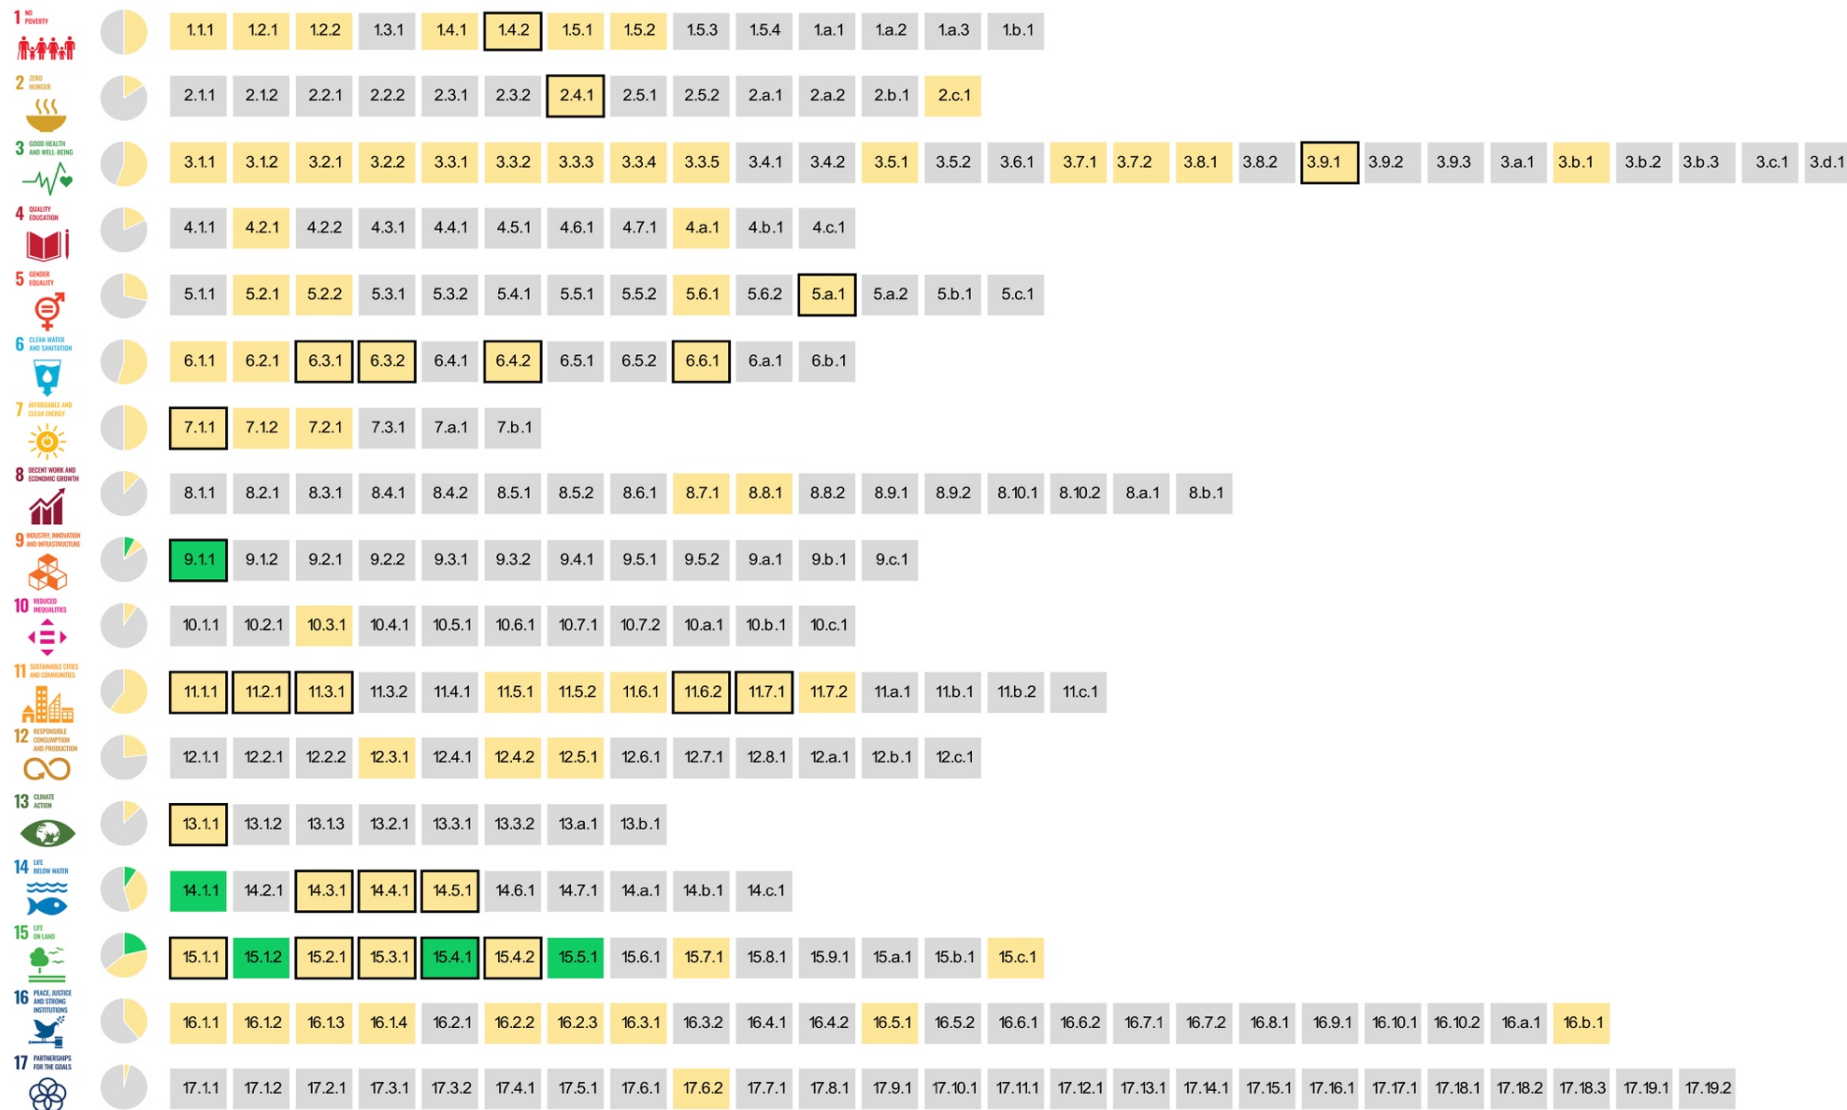 1 NO POVERTY
1.1.1 1.2.1 1.2.2 1.3.1 1.4.1 1.4.2 1.5.1 1.5.2 1.5.3 1.5.4 1.a.1 1.a.2 1.a.3 1.b.1
2 ZERO HUNGER
2.1.1 2.1.2 2.2.1 2.2.2 2.3.1 2.3.2 2.4.1 2.5.1 2.5.2 2.a.1 2.a.2 2.b.1 2.c.1
3 GOOD HEALTH AND WELL-BEING
3.1.1 3.1.2 3.2.1 3.2.2 3.3.1 3.3.2 3.3.3 3.3.4 3.3.5 3.4.1 3.4.2 3.5.1 3.5.2 3.6.1 3.7.1 3.7.2 3.8.1 3.8.2 3.9.1 3.9.2 3.9.3 3.a.1 3.b.1 3.b.2 3.b.3 3.c.1 3.d.1
4 QUALITY EDUCATION
4.1.1 4.2.1 4.2.2 4.3.1 4.4.1 4.5.1 4.6.1 4.7.1 4.a.1 4.b.1 4.c.1
5 GENDER EQUALITY
5.1.1 5.2.1 5.2.2 5.3.1 5.3.2 5.4.1 5.5.1 5.5.2 5.6.1 5.6.2 5.a.1 5.a.2 5.b.1 5.c.1
6 CLEAN WATER AND SANITATION
6.1.1 6.2.1 6.3.1 6.3.2 6.4.1 6.4.2 6.5.1 6.5.2 6.6.1 6.a.1 6.b.1
7 AFFORDABLE AND CLEAN ENERGY
7.1.1 7.1.2 7.2.1 7.3.1 7.a.1 7.b.1
8 DECENT WORK AND ECONOMIC GROWTH
8.1.1 8.2.1 8.3.1 8.4.1 8.4.2 8.5.1 8.5.2 8.6.1 8.7.1 8.8.1 8.8.2 8.9.1 8.9.2 8.10.1 8.10.2 8.a.1 8.b.1
9 INDUSTRY, INNOVATION AND INFRASTRUCTURE
9.1.1 9.1.2 9.2.1 9.2.2 9.3.1 9.3.2 9.4.1 9.5.1 9.5.2 9.a.1 9.b.1 9.c.1
10 REDUCED INEQUALITIES
10.1.1 10.2.1 10.3.1 10.4.1 10.5.1 10.6.1 10.7.1 10.7.2 10.a.1 10.b.1 10.c.1
11 SUSTAINABLE CITIES AND COMMUNITIES
11.1.1 11.2.1 11.3.1 11.3.2 11.4.1 11.5.1 11.5.2 11.6.1 11.6.2 11.7.1 11.7.2 11.a.1 11.b.1 11.b.2 11.c.1
12 RESPONSIBLE CONSUMPTION AND PRODUCTION
12.1.1 12.2.1 12.2.2 12.3.1 12.4.1 12.4.2 12.5.1 12.6.1 12.7.1 12.8.1 12.a.1 12.b.1 12.c.1
13 CLIMATE ACTION
13.1.1 13.1.2 13.1.3 13.2.1 13.3.1 13.3.2 13.a.1 13.b.1
14 LIFE BELOW WATER
14.1.1 14.2.1 14.3.1 14.4.1 14.5.1 14.6.1 14.7.1 14.a.1 14.b.1 14.c.1
15 LIFE ON LAND
15.1.1 15.1.2 15.2.1 15.3.1 15.4.1 15.4.2 15.5.1 15.6.1 15.7.1 15.8.1 15.9.1 15.a.1 15.b.1 15.c.1
16 PEACE, JUSTICE AND STRONG INSTITUTIONS
16.1.1 16.1.2 16.1.3 16.1.4 16.2.1 16.2.2 16.2.3 16.3.1 16.3.2 16.4.1 16.4.2 16.5.1 16.5.2 16.6.1 16.6.2 16.7.1 16.7.2 16.8.1 16.9.1 16.10.1 16.10.2 16.a.1 16.b.1
17 PARTNERSHIPS FOR THE GOALS
17.1.1 17.1.2 17.2.1 17.3.1 17.3.2 17.4.1 17.5.1 17.6.1 17.6.2 17.7.1 17.8.1 17.9.1 17.10.1 17.11.1 17.12.1 17.13.1 17.14.1 17.15.1 17.16.1 17.17.1 17.18.1 17.18.2 17.18.3 17.19.1 17.19.2